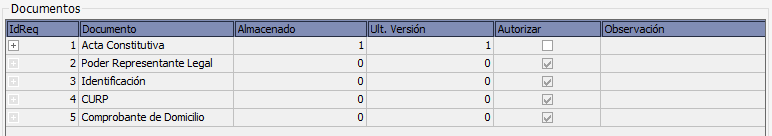 Documentos
IdReq Documento Almacenado Ult. Versión Autorizar Observación
1 Acta Constitutiva 1 1
2 Poder Representante Legal 0 0
3 Identificación 0 0
4 CURP 0 0
5 Comprobante de Domicilio 0 0